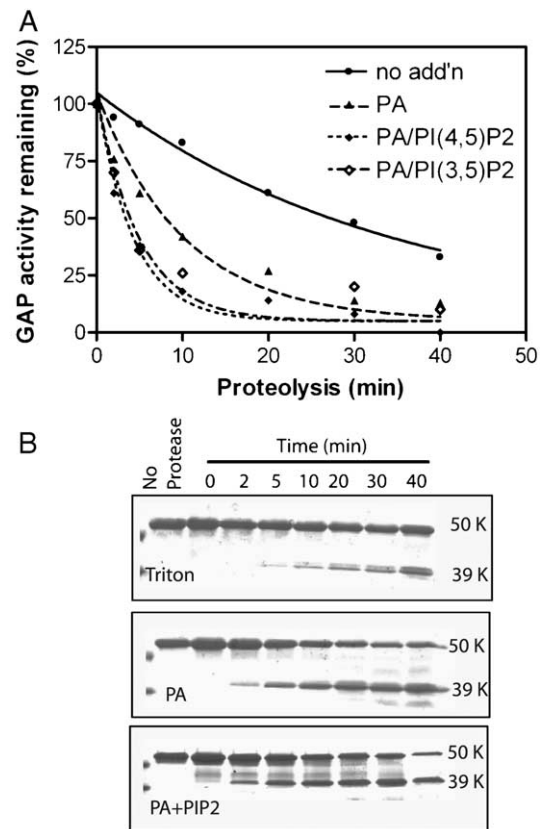 A
GAP activity remaining (%)
125
100
75
50
25
0
no add'n
PA
PA/PI(4,5)P2
PA/PI(3,5)P2
0 10 20 30 40 50
Proteolysis (min)
B
No Protease
Time (min)
0 2 5 10 20 30 40
50 K
39 K
Triton
50 K
39 K
PA
50 K
39 K
PA+PIP2